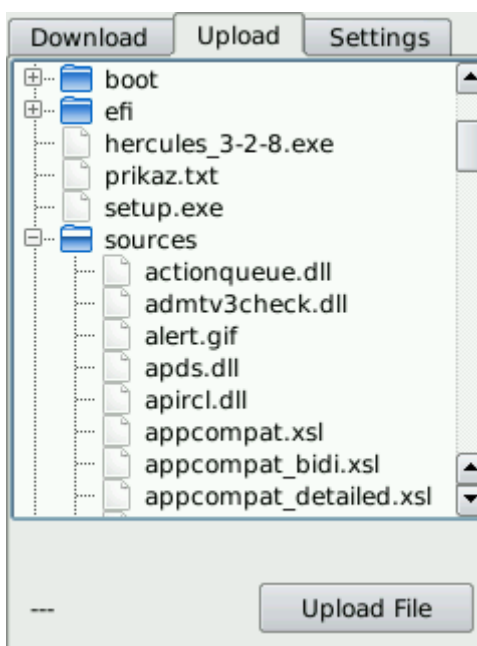 Download Upload Settings
boot
efi
hercules_3-2-8.exe
prikaz.txt
setup.exe
sources
actionqueue.dll
admtv3check.dll
alert.gif
apds.dll
apircl.dll
appcompat.xsl
appcompat_bidi.xsl
appcompat_detailed.xsl
--- Upload File